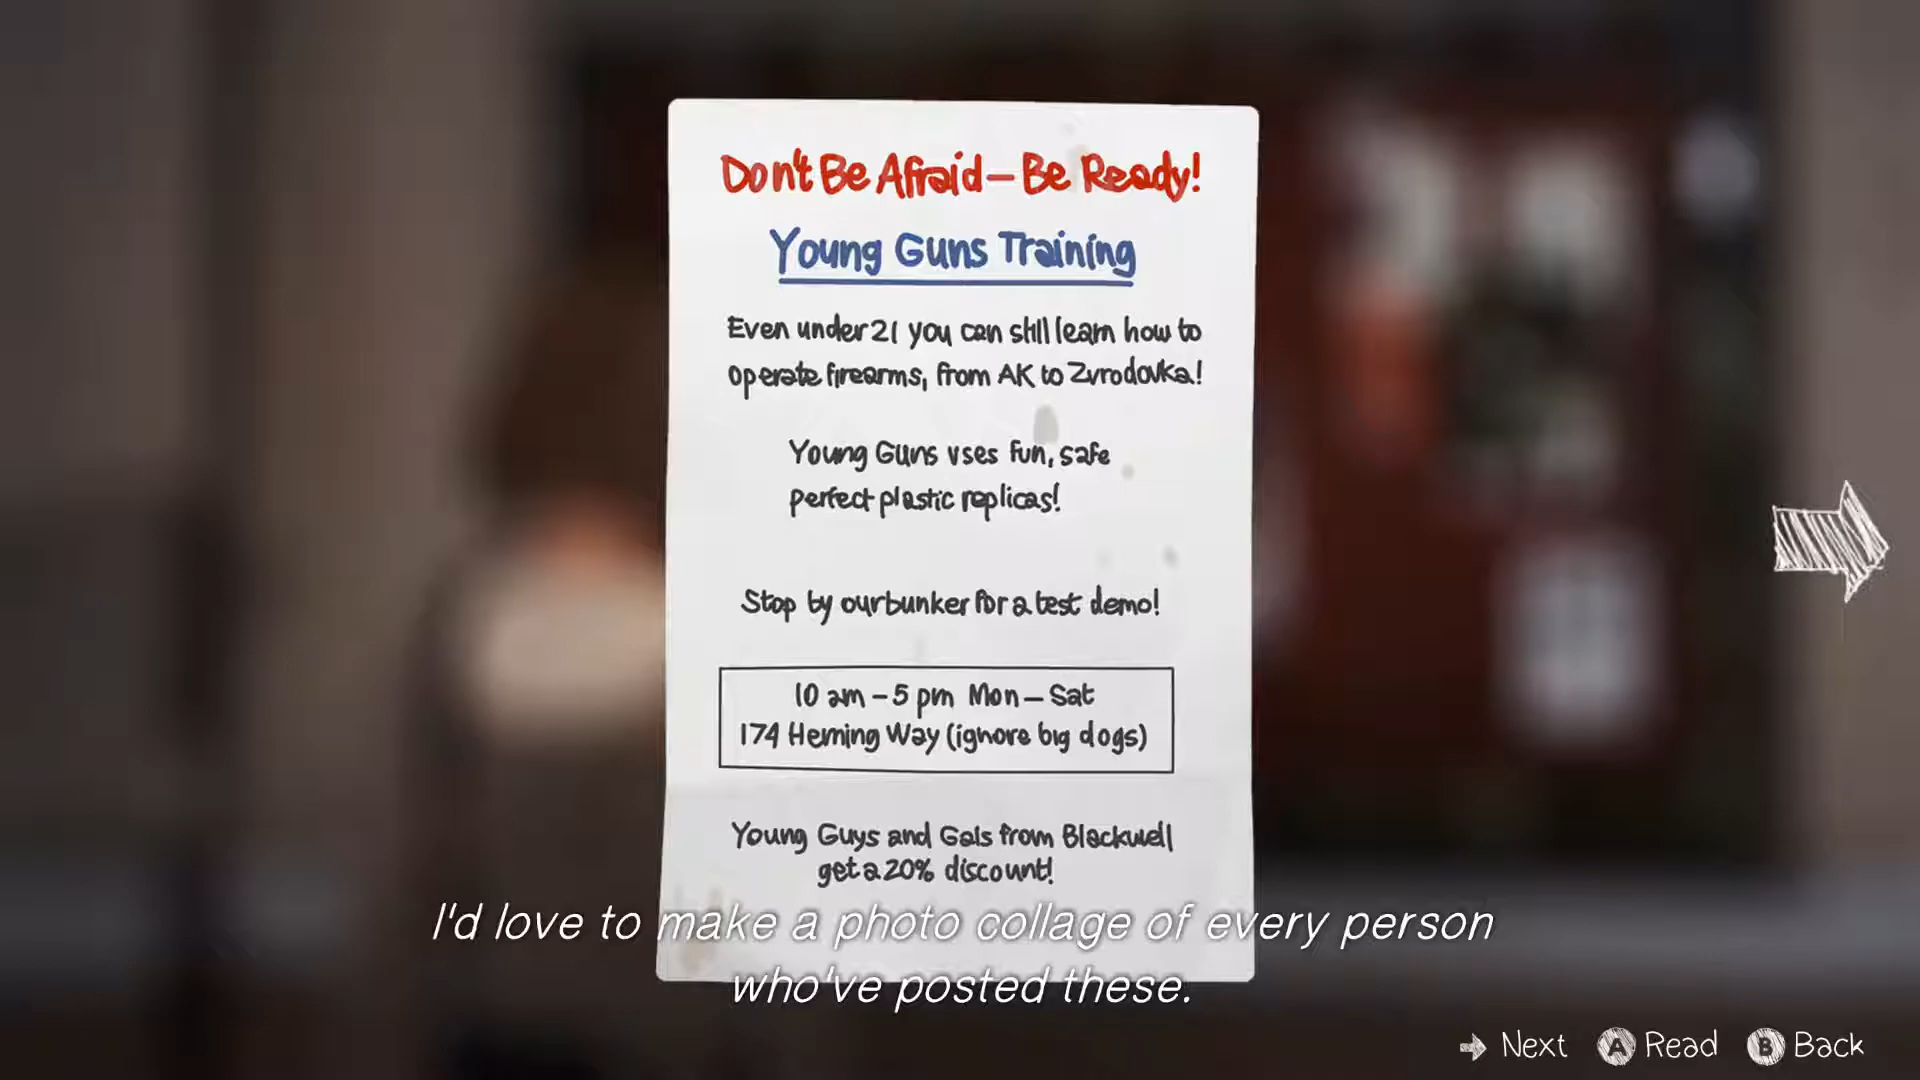 Don't Be Afraid – Be Ready!
Young Guns Training
Even under 21 you can still learn how to
operate firearms, from AK to Zvrodovka!
Young Guns uses fun, safe
perfect plastic replicas!
Stop by our bunker for a test demo!
10 am – 5 pm Mon – Sat
174 Heming Way (ignore big dogs)
Young Guys and Gals from Blackwell
get a 20% discount!
I'd love to make a photo collage of every person
who've posted these.
Next A Read B Back